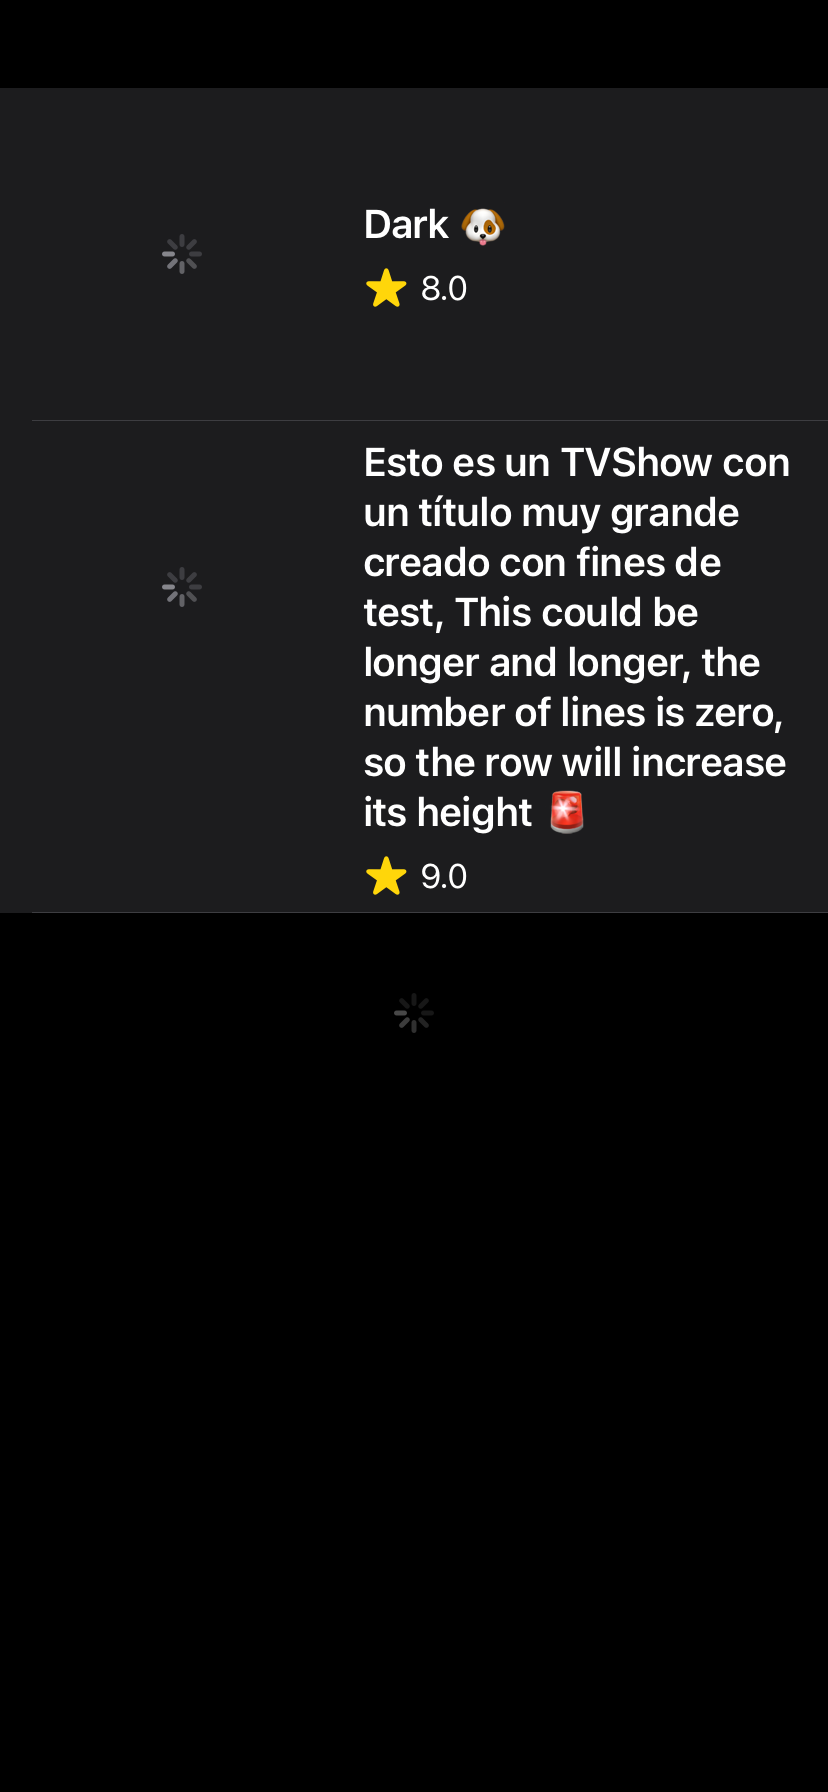 Dark 🐶
⭐ 8.0
Esto es un TVShow con
un título muy grande
creado con fines de
test, This could be
longer and longer, the
number of lines is zero,
so the row will increase
its height 🚨
⭐ 9.0